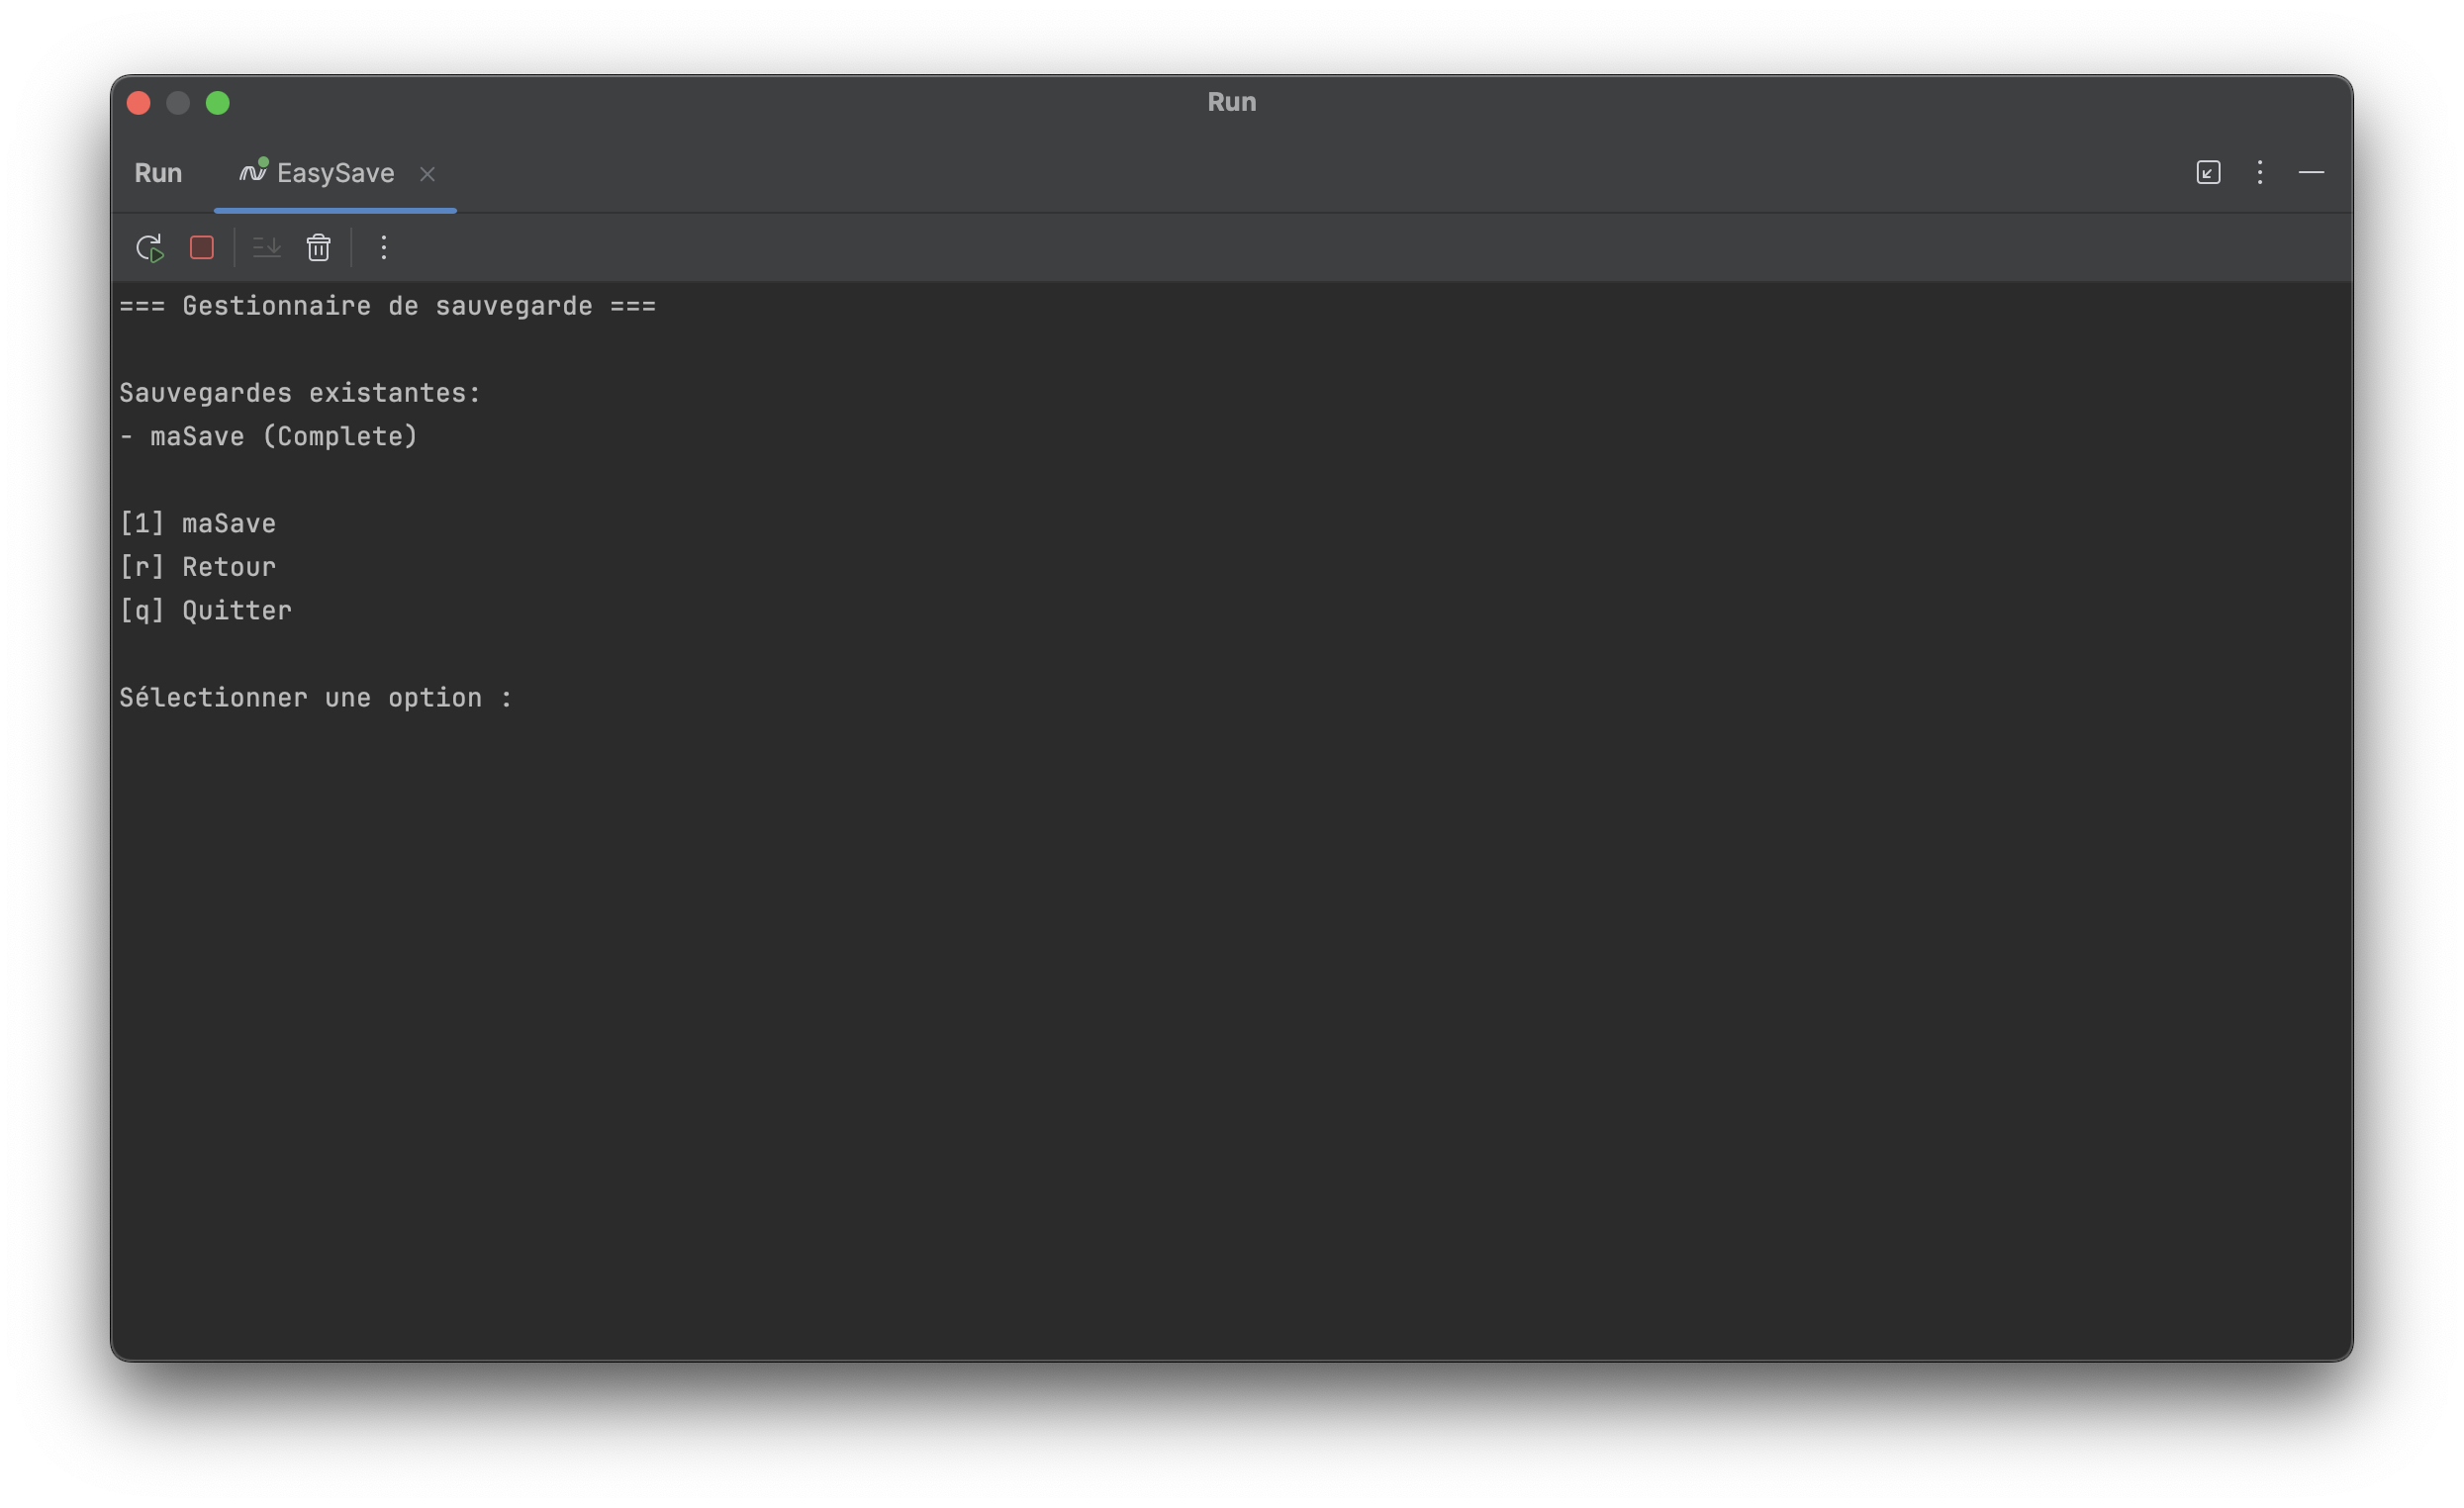 Run
Run EasySave
=== Gestionnaire de sauvegarde ===
Sauvegardes existantes:
- maSave (Complete)
[1] maSave
[r] Retour
[q] Quitter
Sélectionner une option :